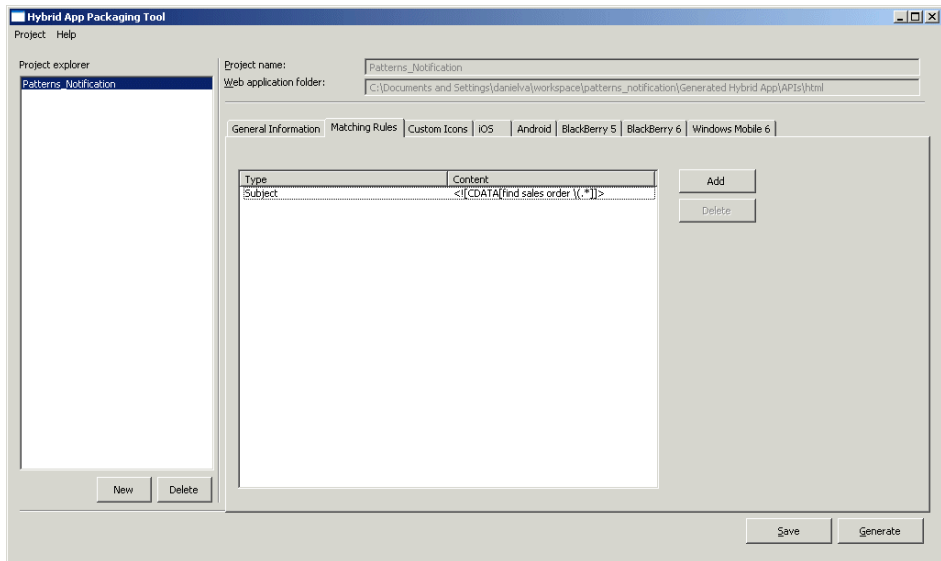 Hybrid App Packaging Tool
Project Help
Project explorer
Patterns_Notification
New Delete
Project name: Patterns_Notification
Web application folder: C:\Documents and Settings\danielva\workspace\patterns_notification\Generated Hybrid App\APIs\html
General Information Matching Rules Custom Icons iOS Android BlackBerry 5 BlackBerry 6 Windows Mobile 6
Type Content
Subject <![CDATA[find sales order \(.*]]>
Add
Delete
Save Generate